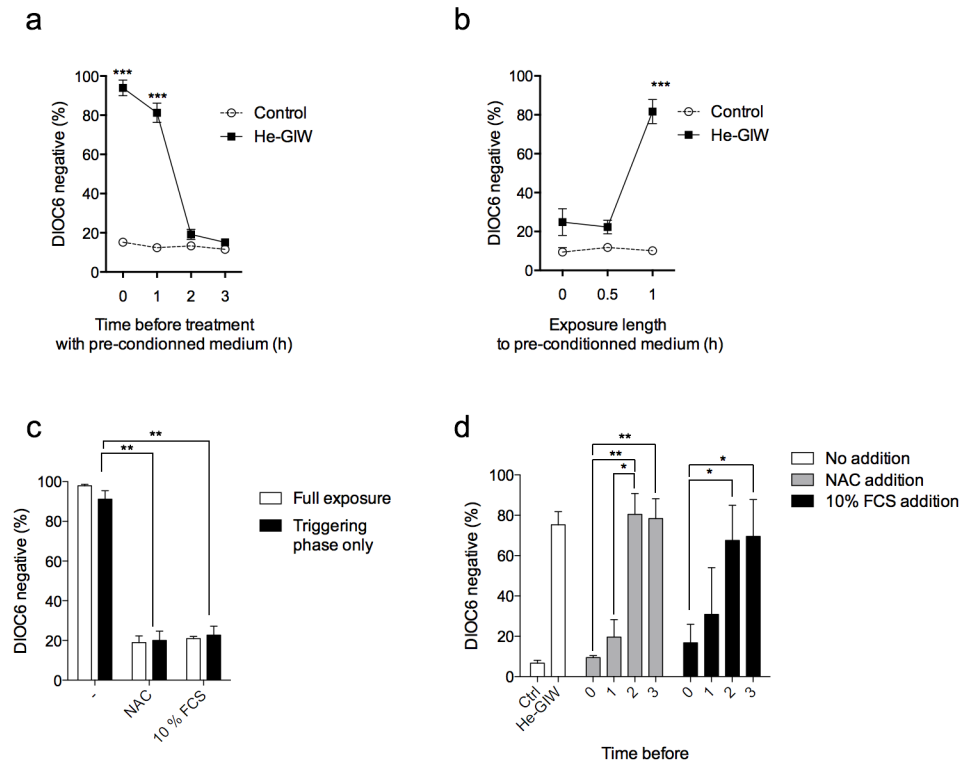 a
***
***
100
80
60
40
20
0
DIOC6 negative (%)
0 1 2 3
Time before treatment
with pre-condionned medium (h)
Control
He-GIW
b
***
100
80
60
40
20
0
DIOC6 negative (%)
0 0.5 1
Exposure length
to pre-conditionned medium (h)
Control
He-GIW
c
**
**
100
80
60
40
20
0
DIOC6 negative (%)
-
NAC
10 % FCS
Full exposure
Triggering
phase only
d
**
**
*
*
*
100
80
60
40
20
0
DIOC6 negative (%)
Ctrl
He-GIW
0 1 2 3
0 1 2 3
Time before
No addition
NAC addition
10% FCS addition